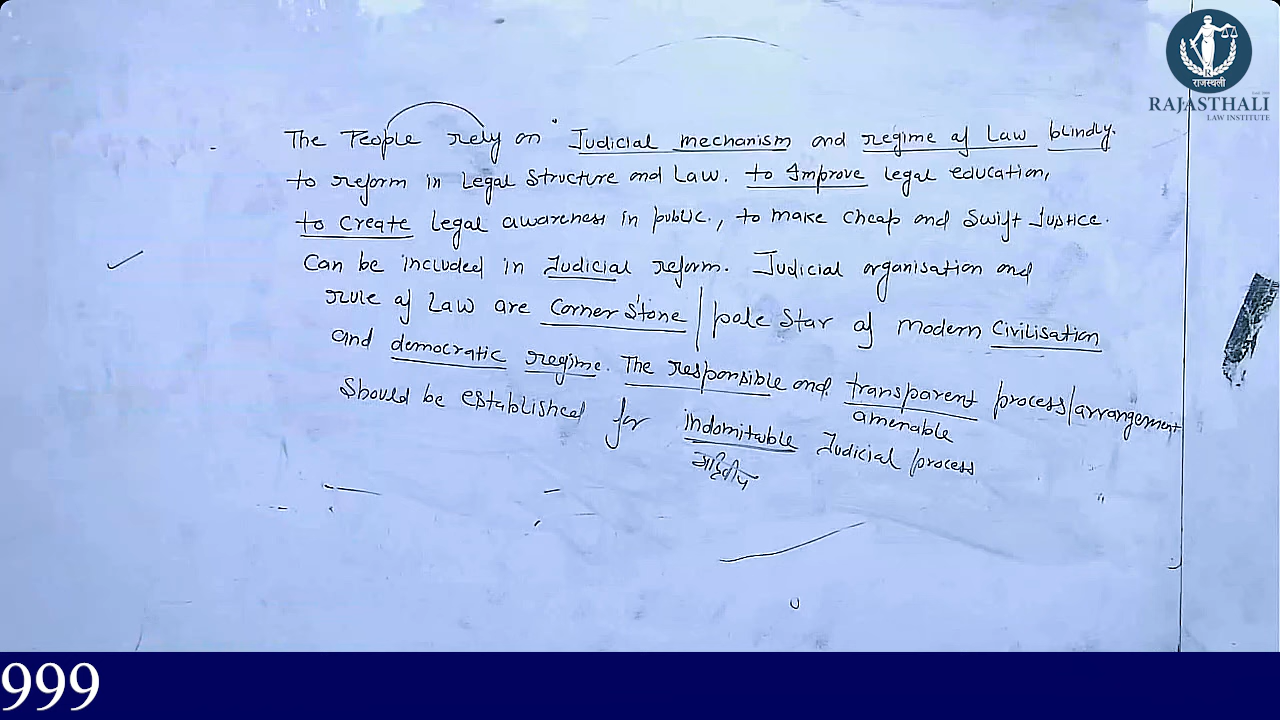 राजस्थली
RAJASTHALI
LAW INSTITUTE
The People rely on Judicial mechanism and regime of Law blindly.
to reform in Legal Structure and Law. to Improve legal education,
to create legal awareness in public., to make cheap and swift Justice.
Can be included in Judicial reform. Judicial organisation and
rule of Law are Corner Stone / pole Star of modern Civilisation
and democratic regime. The responsible and transparent process/arrangement
amenable
Should be established for indomitable Judicial process
999